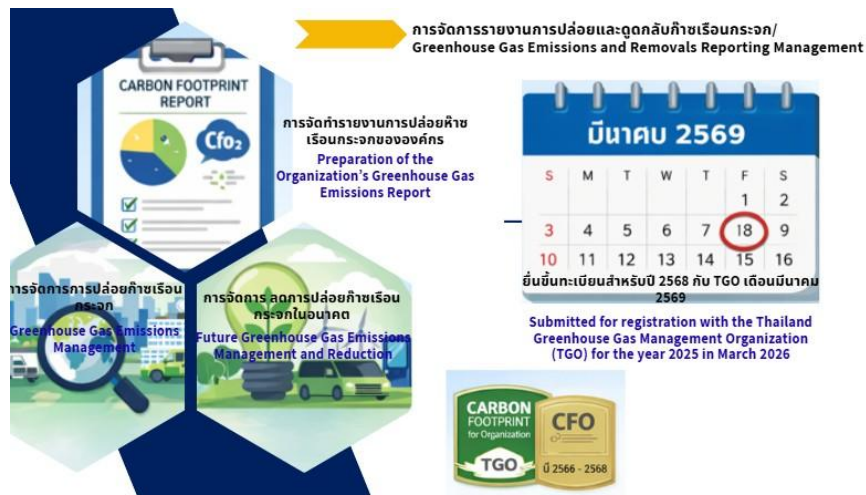 การจัดการรายงานการปล่อยและดูดกลับก๊าซเรือนกระจก/
Greenhouse Gas Emissions and Removals Reporting Management
CARBON FOOTPRINT
REPORT
Cfo₂
การจัดทำรายงานการปล่อยห๊าซ
เรือนกระจกขององค์กร
Preparation of the
Organization's Greenhouse Gas
Emissions Report
มีนาคบ 2569
S M T W T F S
1 2
3 4 5 6 7 18 9
10 11 12 13 14 15 16
ยื่นขึ้นทะเบียนสำหรับปี 2568 กับ TGO เดือนมีนาคม
2569
Submitted for registration with the Thailand
Greenhouse Gas Management Organization
(TGO) for the year 2025 in March 2026
ารจัดการการปล่อยก๊าซเรือน
กระจก
Greenhouse Gas Emissions
Management
การจัดการ ลดการปล่อยก๊าซเรือน
กระจกในอนาคต
Future Greenhouse Gas Emissions
Management and Reduction
CARBON
FOOTPRINT
for Organization
TGO
CFO
ปี 2566 - 2568